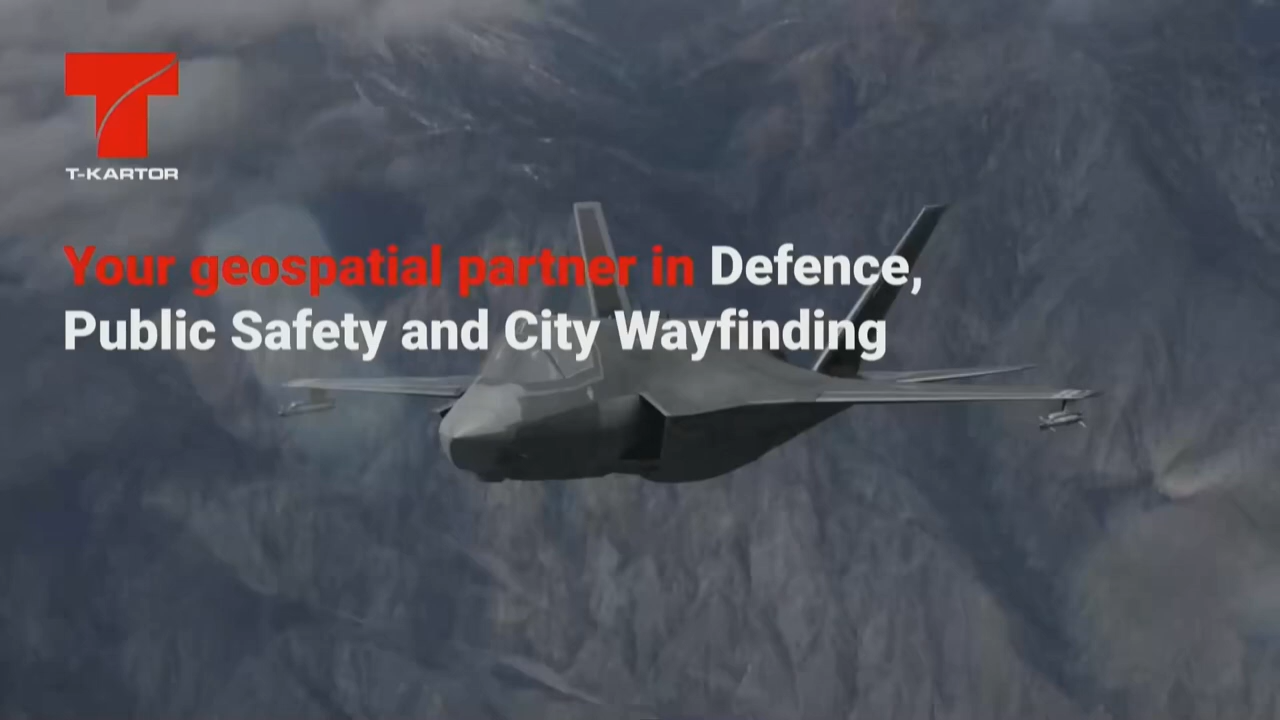 T-KARTOR
Your geospatial partner in Defence,
Public Safety and City Wayfinding